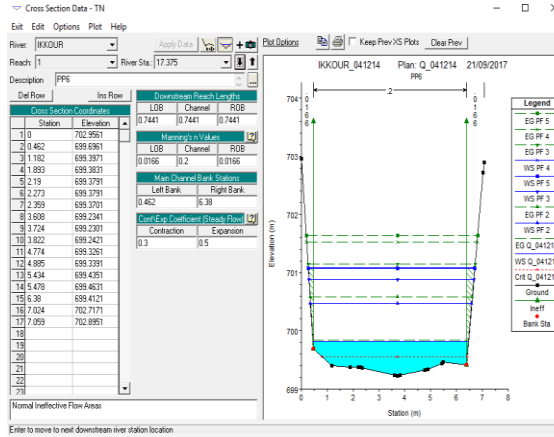 Cross Section Data - TN
Exit Edit Options Plot Help
River: IKKOUR Apply Data
Reach: 1 River Sta.: 17.375
Description PP6
Del Row Ins Row
Cross Section Coordinates
Station Elevation
1 0 702.9561
2 0.462 699.6961
3 1.182 699.3971
4 1.893 699.3831
5 2.19 699.3791
6 2.273 699.3791
7 2.359 699.3701
8 3.608 699.2341
9 3.724 699.2301
10 3.822 699.2421
11 4.774 699.3261
12 4.885 699.3391
13 5.434 699.4351
14 5.478 699.4631
15 6.38 699.4121
16 7.024 702.7171
17 7.059 702.8951
18
19
20
21
22
23
Downstream Reach Lengths
LOB Channel ROB
0.7441 0.7441 0.7441
Manning's n Values
LOB Channel ROB
0.0166 0.2 0.0166
Main Channel Bank Stations
Left Bank Right Bank
0.462 6.38
Cont\Exp Coefficient (Steady Flow)
Contraction Expansion
0.3 0.5
Normal Ineffective Flow Areas
Enter to move to next downstream river station location
Plot Options Keep Prev XS Plots Clear Prev
IKKOUR_041214 Plan: Q_041214 21/09/2017
PP6
.0166
.2
.0166
704
703
702
701
700
699
Elevation (m)
0 1 2 3 4 5 6 7 8
Station (m)
Legend
EG PF 5
EG PF 4
EG PF 3
WS PF 4
WS PF 5
WS PF 3
EG PF 2
WS PF 2
EG Q_04121
WS Q_04121
Crit Q_04121
Ground
Ineff
Bank Sta